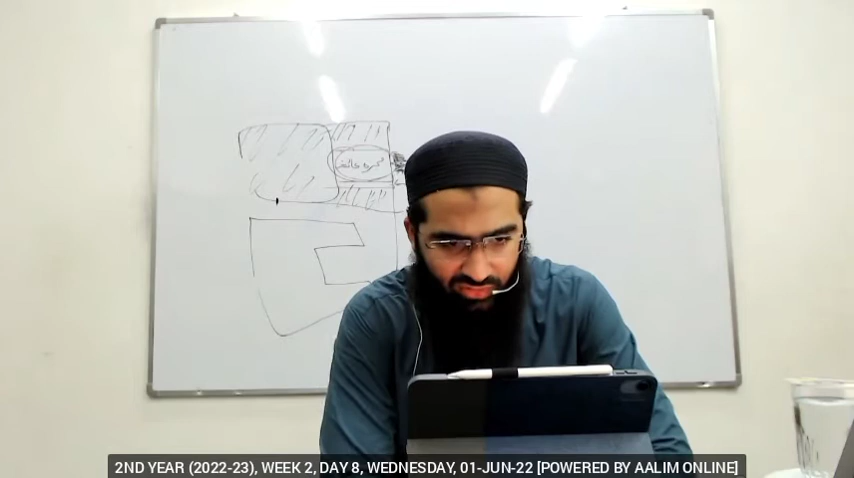 2ND YEAR (2022-23), WEEK 2, DAY 8, WEDNESDAY, 01-JUN-22 [POWERED BY AALIM ONLINE]